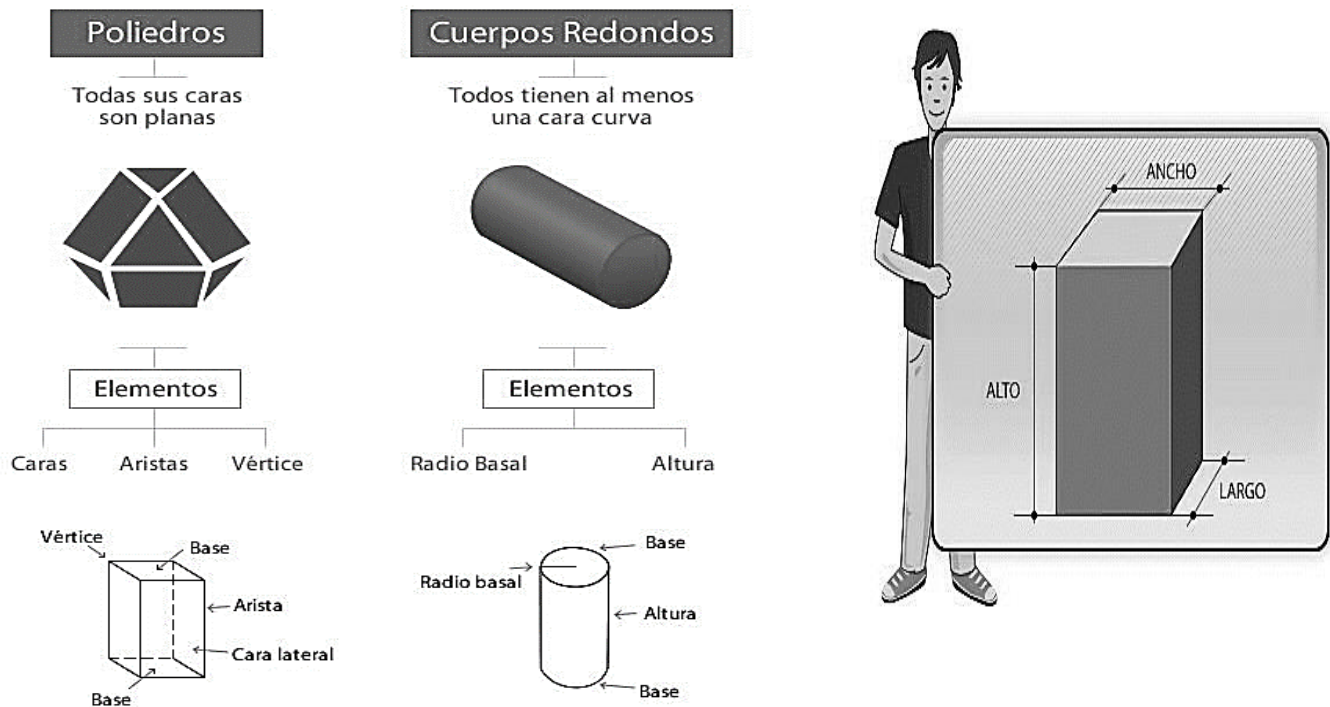 Poliedros
Todas sus caras
son planas
Elementos
Caras Aristas Vértice
Vértice
Base
Arista
Cara lateral
Base
Cuerpos Redondos
Todos tienen al menos
una cara curva
Elementos
Radio Basal Altura
Base
Radio basal
Altura
Base
ANCHO
ALTO
LARGO